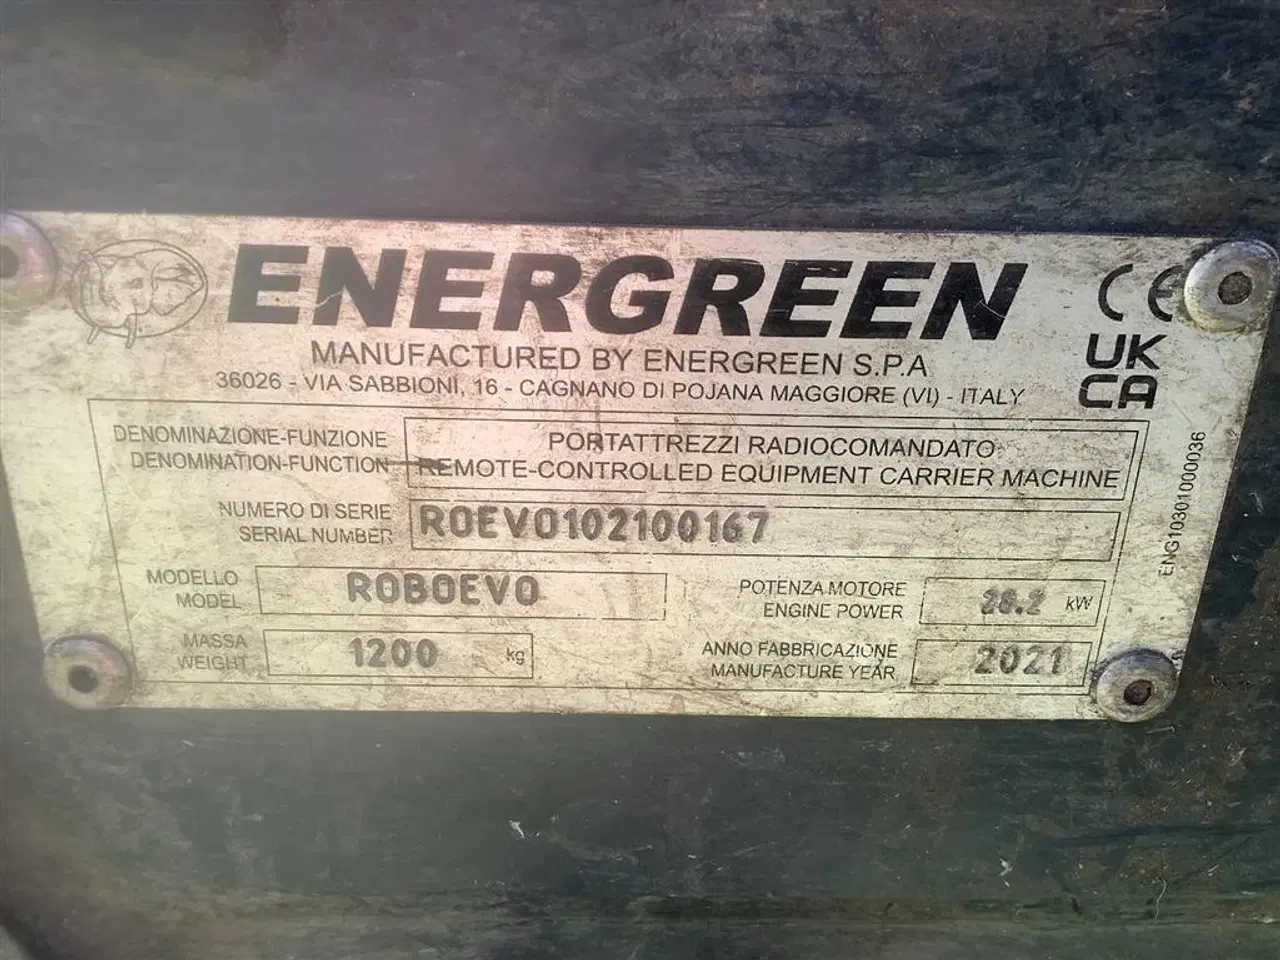 ENERGREEN
MANUFACTURED BY ENERGREEN S.P.A
36026 - VIA SABBIONI, 16 - CAGNANO DI POJANA MAGGIORE (VI) - ITALY
CE
UK
CA
DENOMINAZIONE-FUNZIONE
DENOMINATION-FUNCTION
PORTATTREZZI RADIOCOMANDATO
REMOTE-CONTROLLED EQUIPMENT CARRIER MACHINE
NUMERO DI SERIE
SERIAL NUMBER
ROEVO102100167
MODELLO
MODEL
ROBOEVO
POTENZA MOTORE
ENGINE POWER
kW
MASSA
WEIGHT
1200 kg
ANNO FABBRICAZIONE
MANUFACTURE YEAR
2021
ENG10301000036